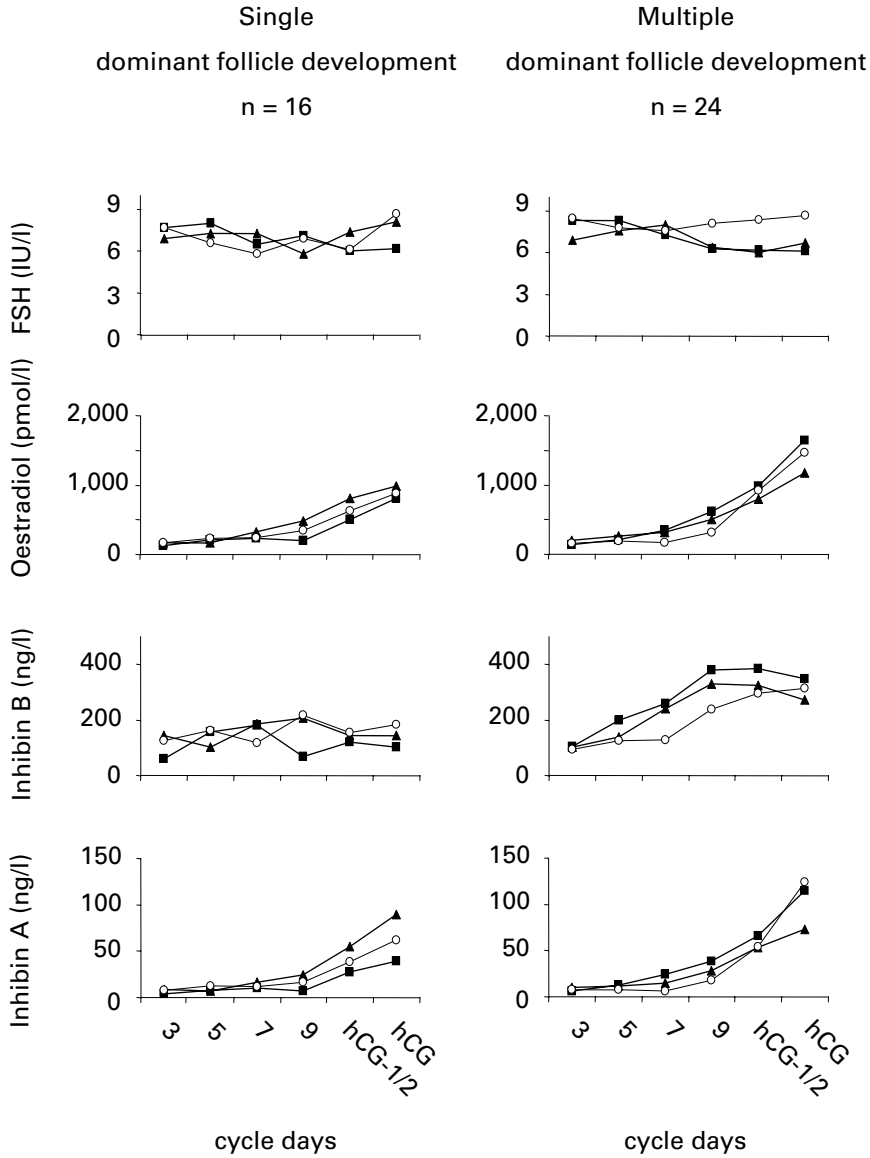 Single
dominant follicle development
n = 16
Multiple
dominant follicle development
n = 24
FSH (IU/l)
9
6
3
0
9
6
3
0
Oestradiol (pmol/l)
2,000
1,000
0
2,000
1,000
0
Inhibin B (ng/l)
400
200
0
400
200
0
Inhibin A (ng/l)
150
100
50
0
150
100
50
0
3
5
7
9
hCG-1/2
hCG
3
5
7
9
hCG-1/2
hCG
cycle days
cycle days